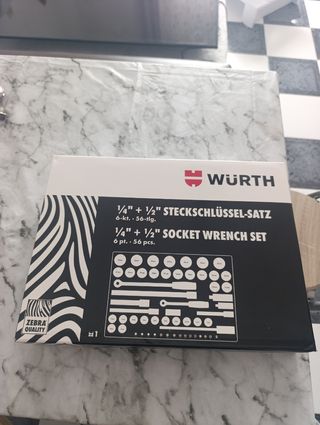 WÜRTH
1/4" + 1/2" STECKSCHLÜSSEL-SATZ
6-kt. · 56-tlg.
1/4" + 1/2" SOCKET WRENCH SET
6 pt. · 56 pcs.
ZEBRA
QUALITY